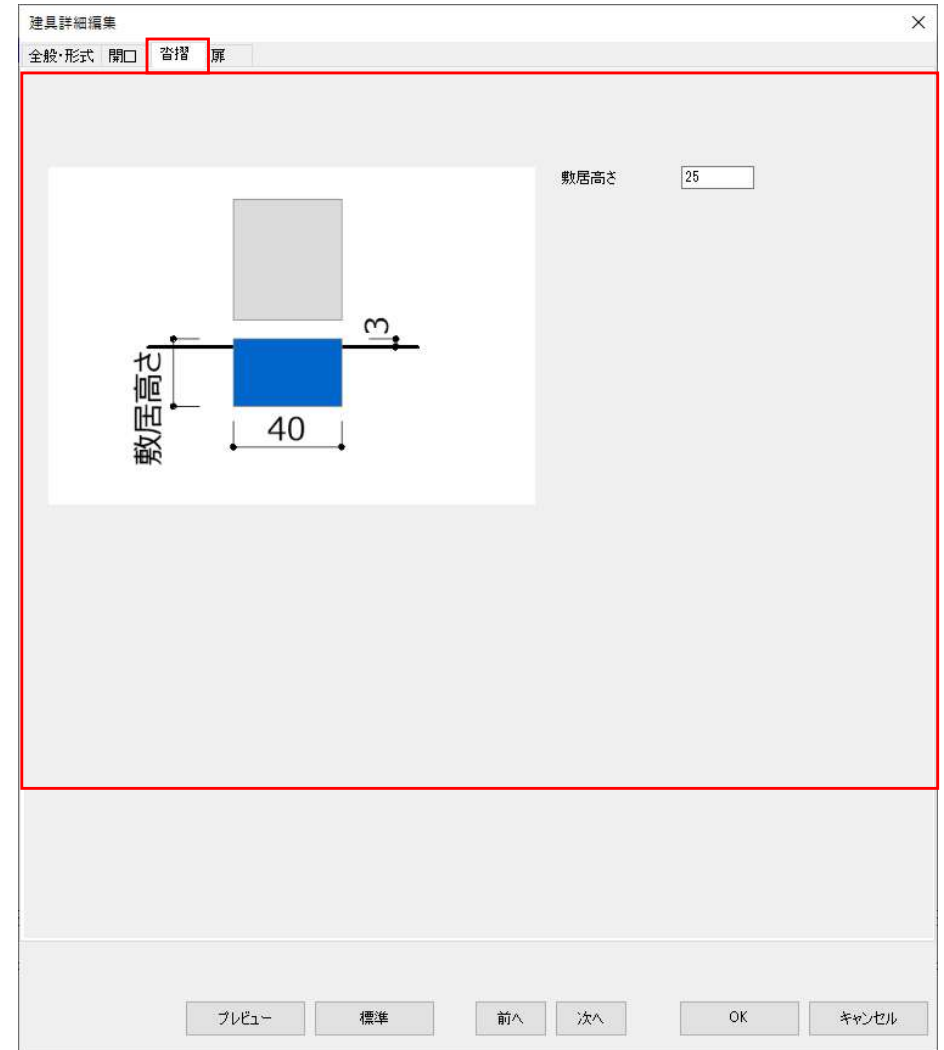 建具詳細編集
全般・形式 開口 沓摺 扉
敷居高さ 25
3
敷居高さ
40
プレビュー 標準 前へ 次へ OK キャンセル